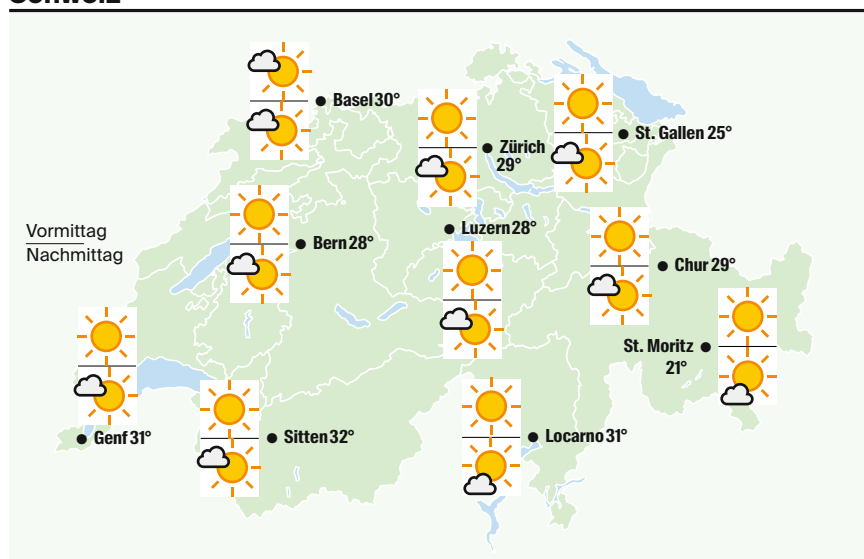 Schweiz
Basel 30°
St. Gallen 25°
Zürich
29°
Luzern 28°
Vormittag
Nachmittag
Bern 28°
Chur 29°
St. Moritz
21°
Genf 31°
Sitten 32°
Locarno 31°